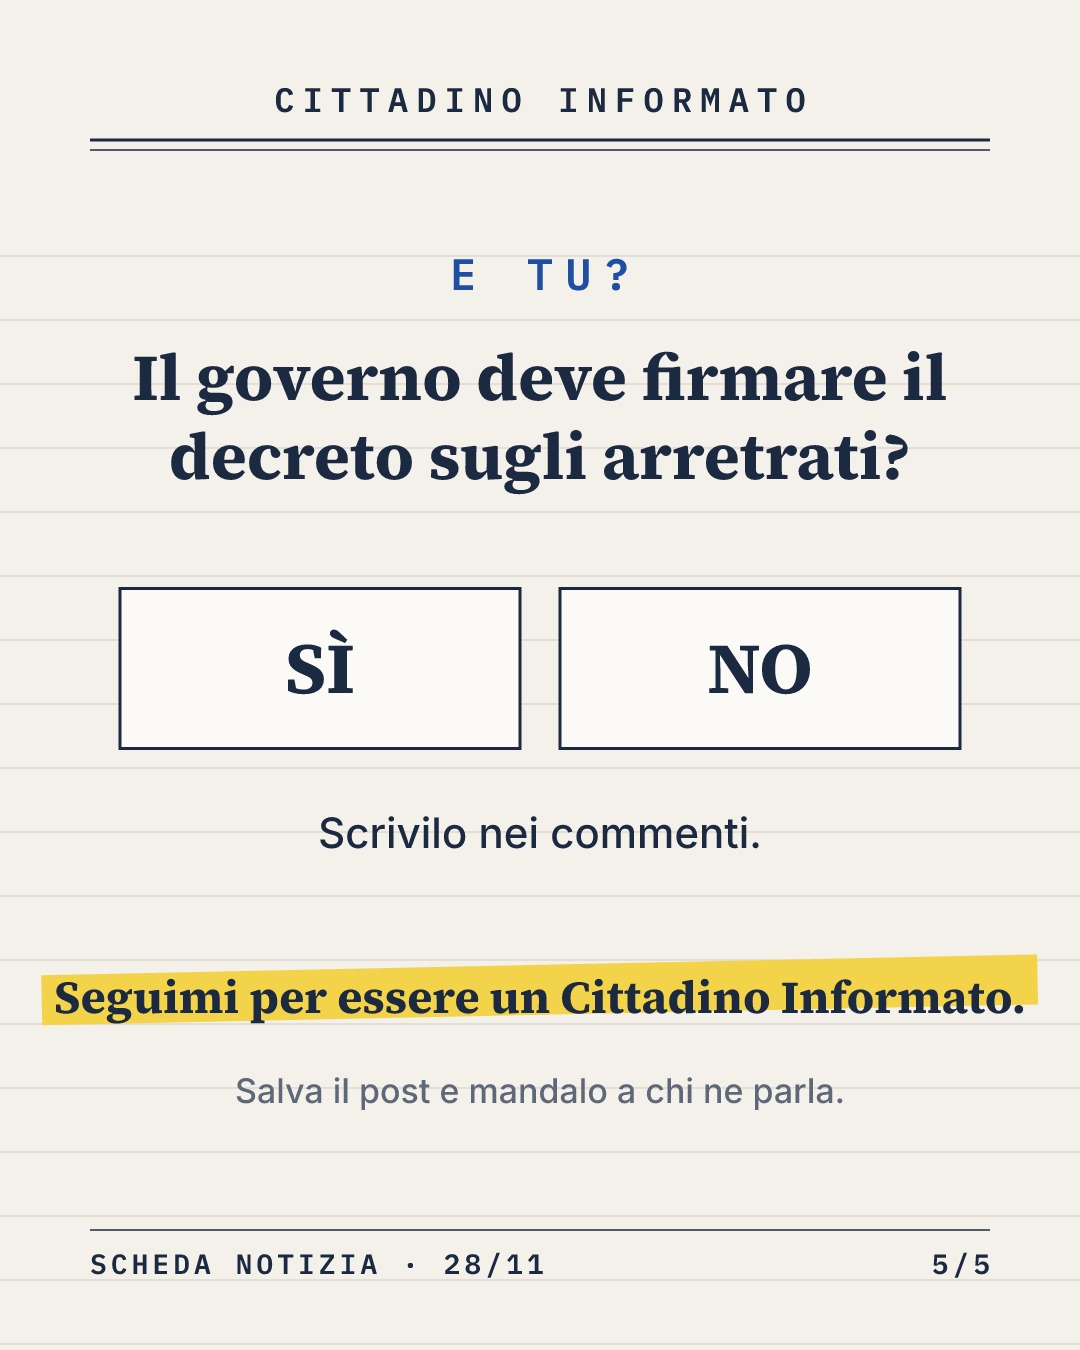 CITTADINO INFORMATO
E TU?
Il governo deve firmare il
decreto sugli arretrati?
SÌ
NO
Scrivilo nei commenti.
Seguimi per essere un Cittadino Informato.
Salva il post e mandalo a chi ne parla.
SCHEDA NOTIZIA · 28/11
5/5